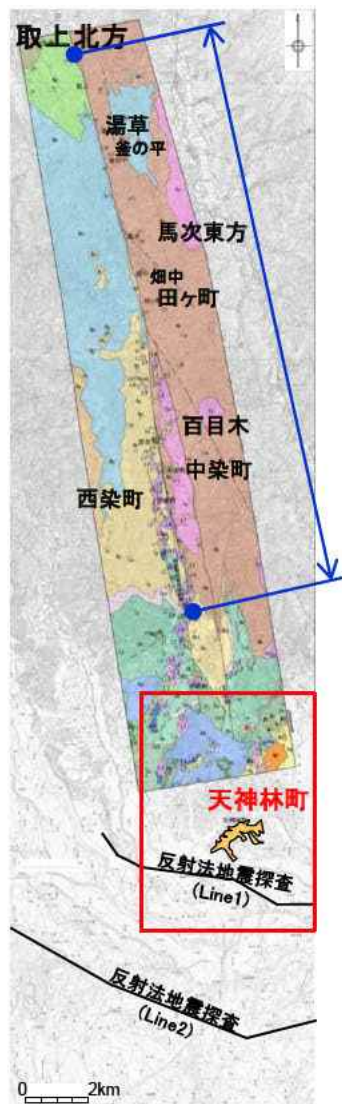 取上北方
湯草
釜の平
馬次東方
畑中
田ケ町
百目木
中染町
西染町
天神林町
反射法地震探査
(Line1)
反射法地震探査
(Line2)
0 2km